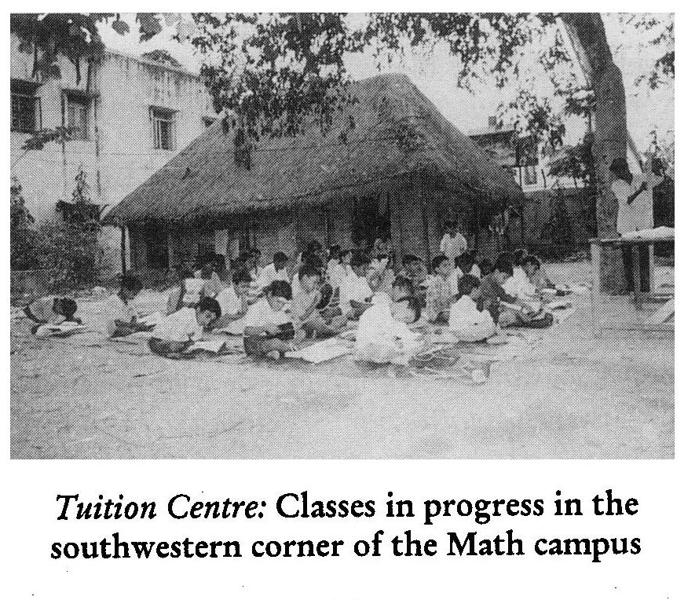 Tuition Centre: Classes in progress in the
southwestern corner of the Math campus